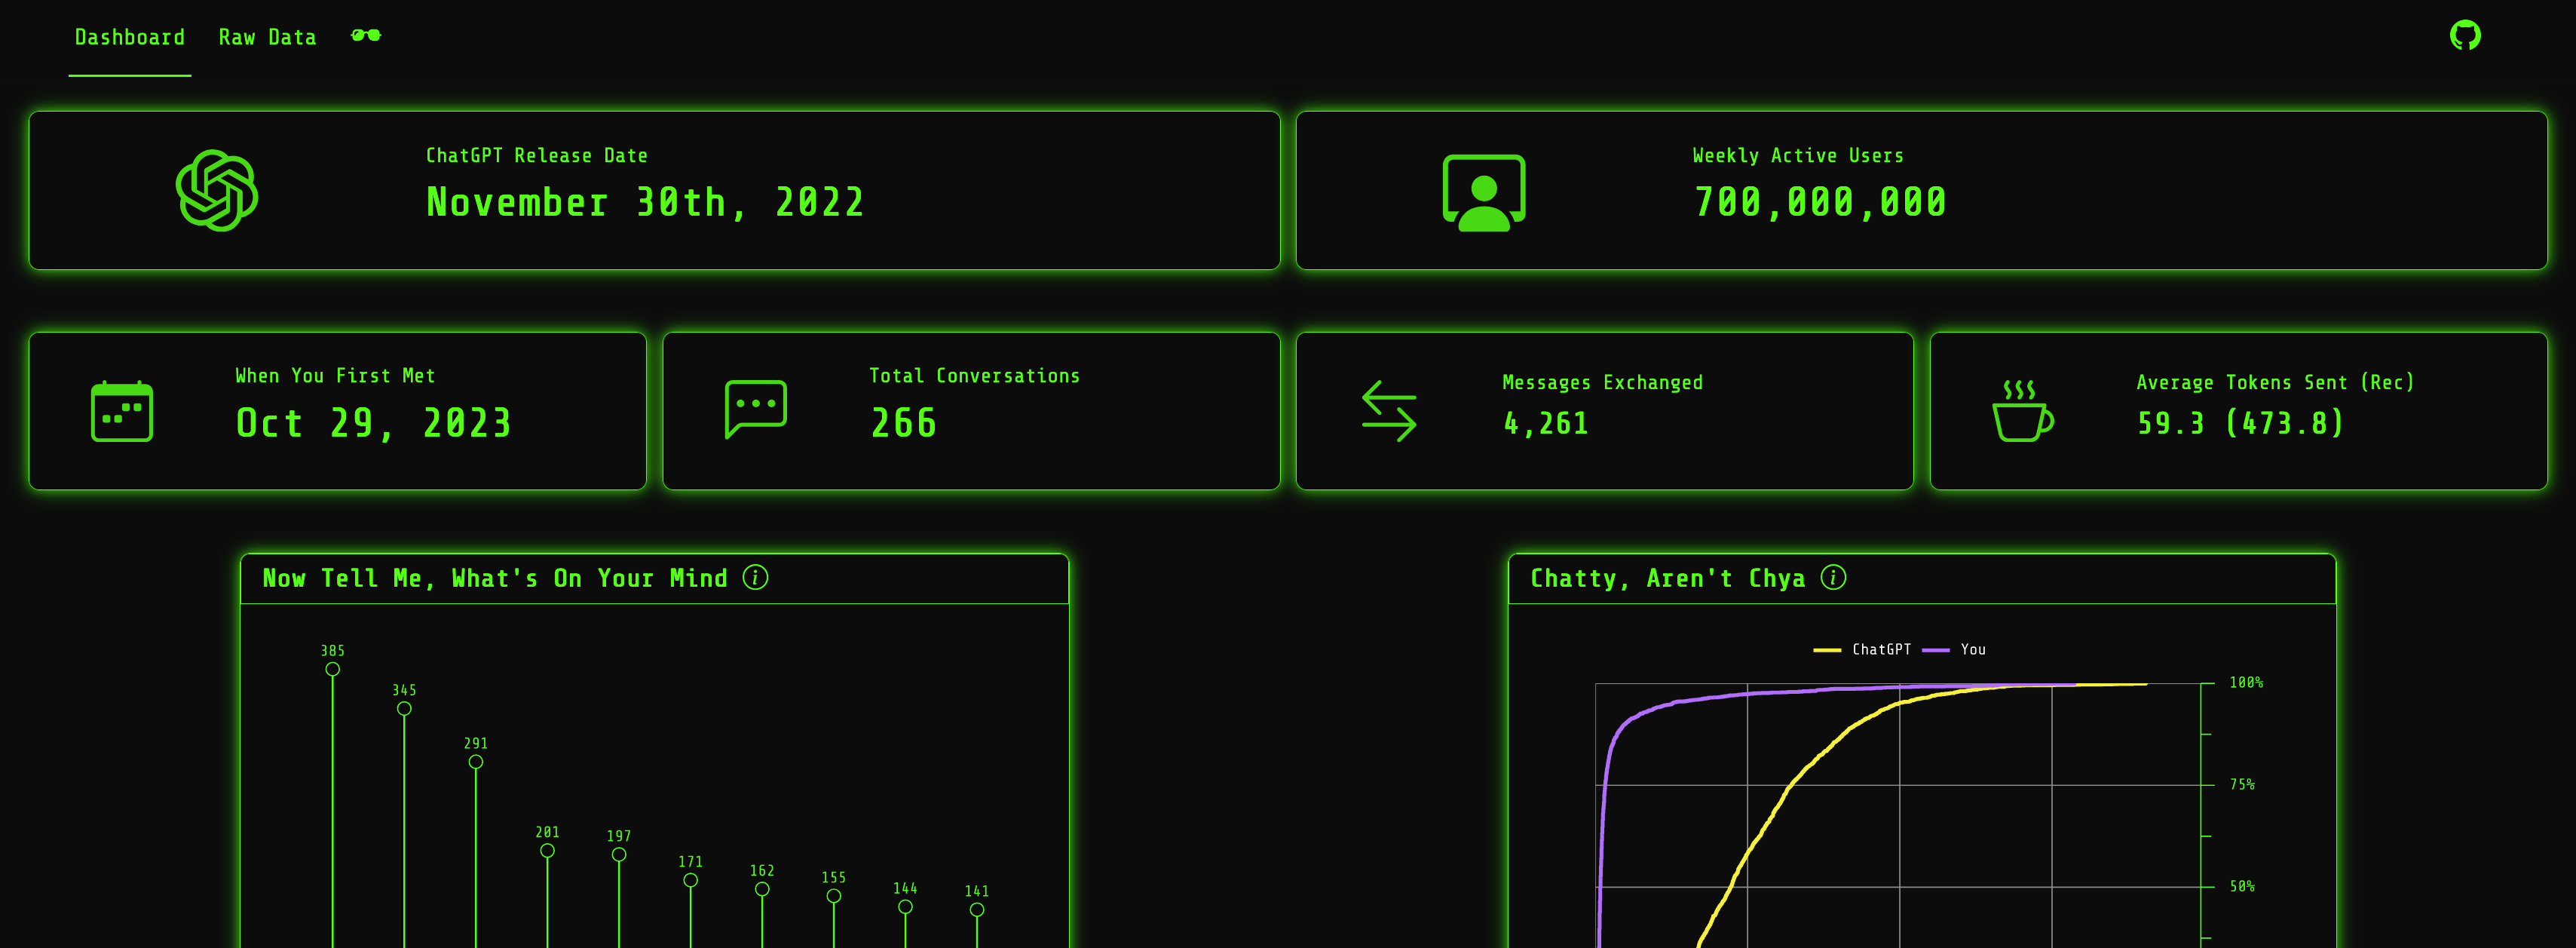 Dashboard Raw Data
ChatGPT Release Date
November 30th, 2022
Weekly Active Users
700,000,000
When You First Met
Oct 29, 2023
Total Conversations
266
Messages Exchanged
4,261
Average Tokens Sent (Rec)
59.3 (473.8)
Now Tell Me, What's On Your Mind
385
345
291
201
197
171
162
155
144
141
Chatty, Aren't Chya
ChatGPT You
100%
75%
50%